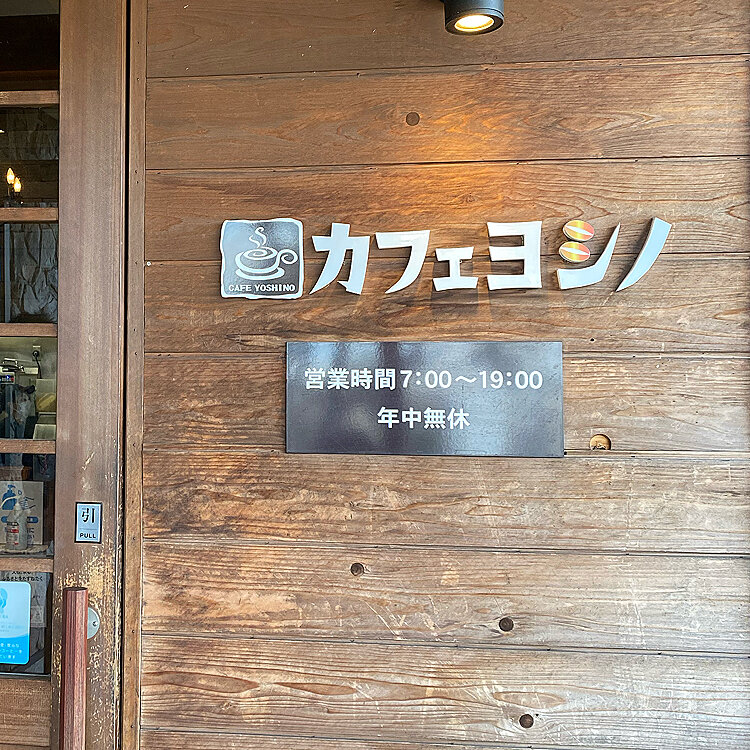 カフェヨシノ
CAFE YOSHINO
営業時間7:00～19:00
年中無休
引
PULL